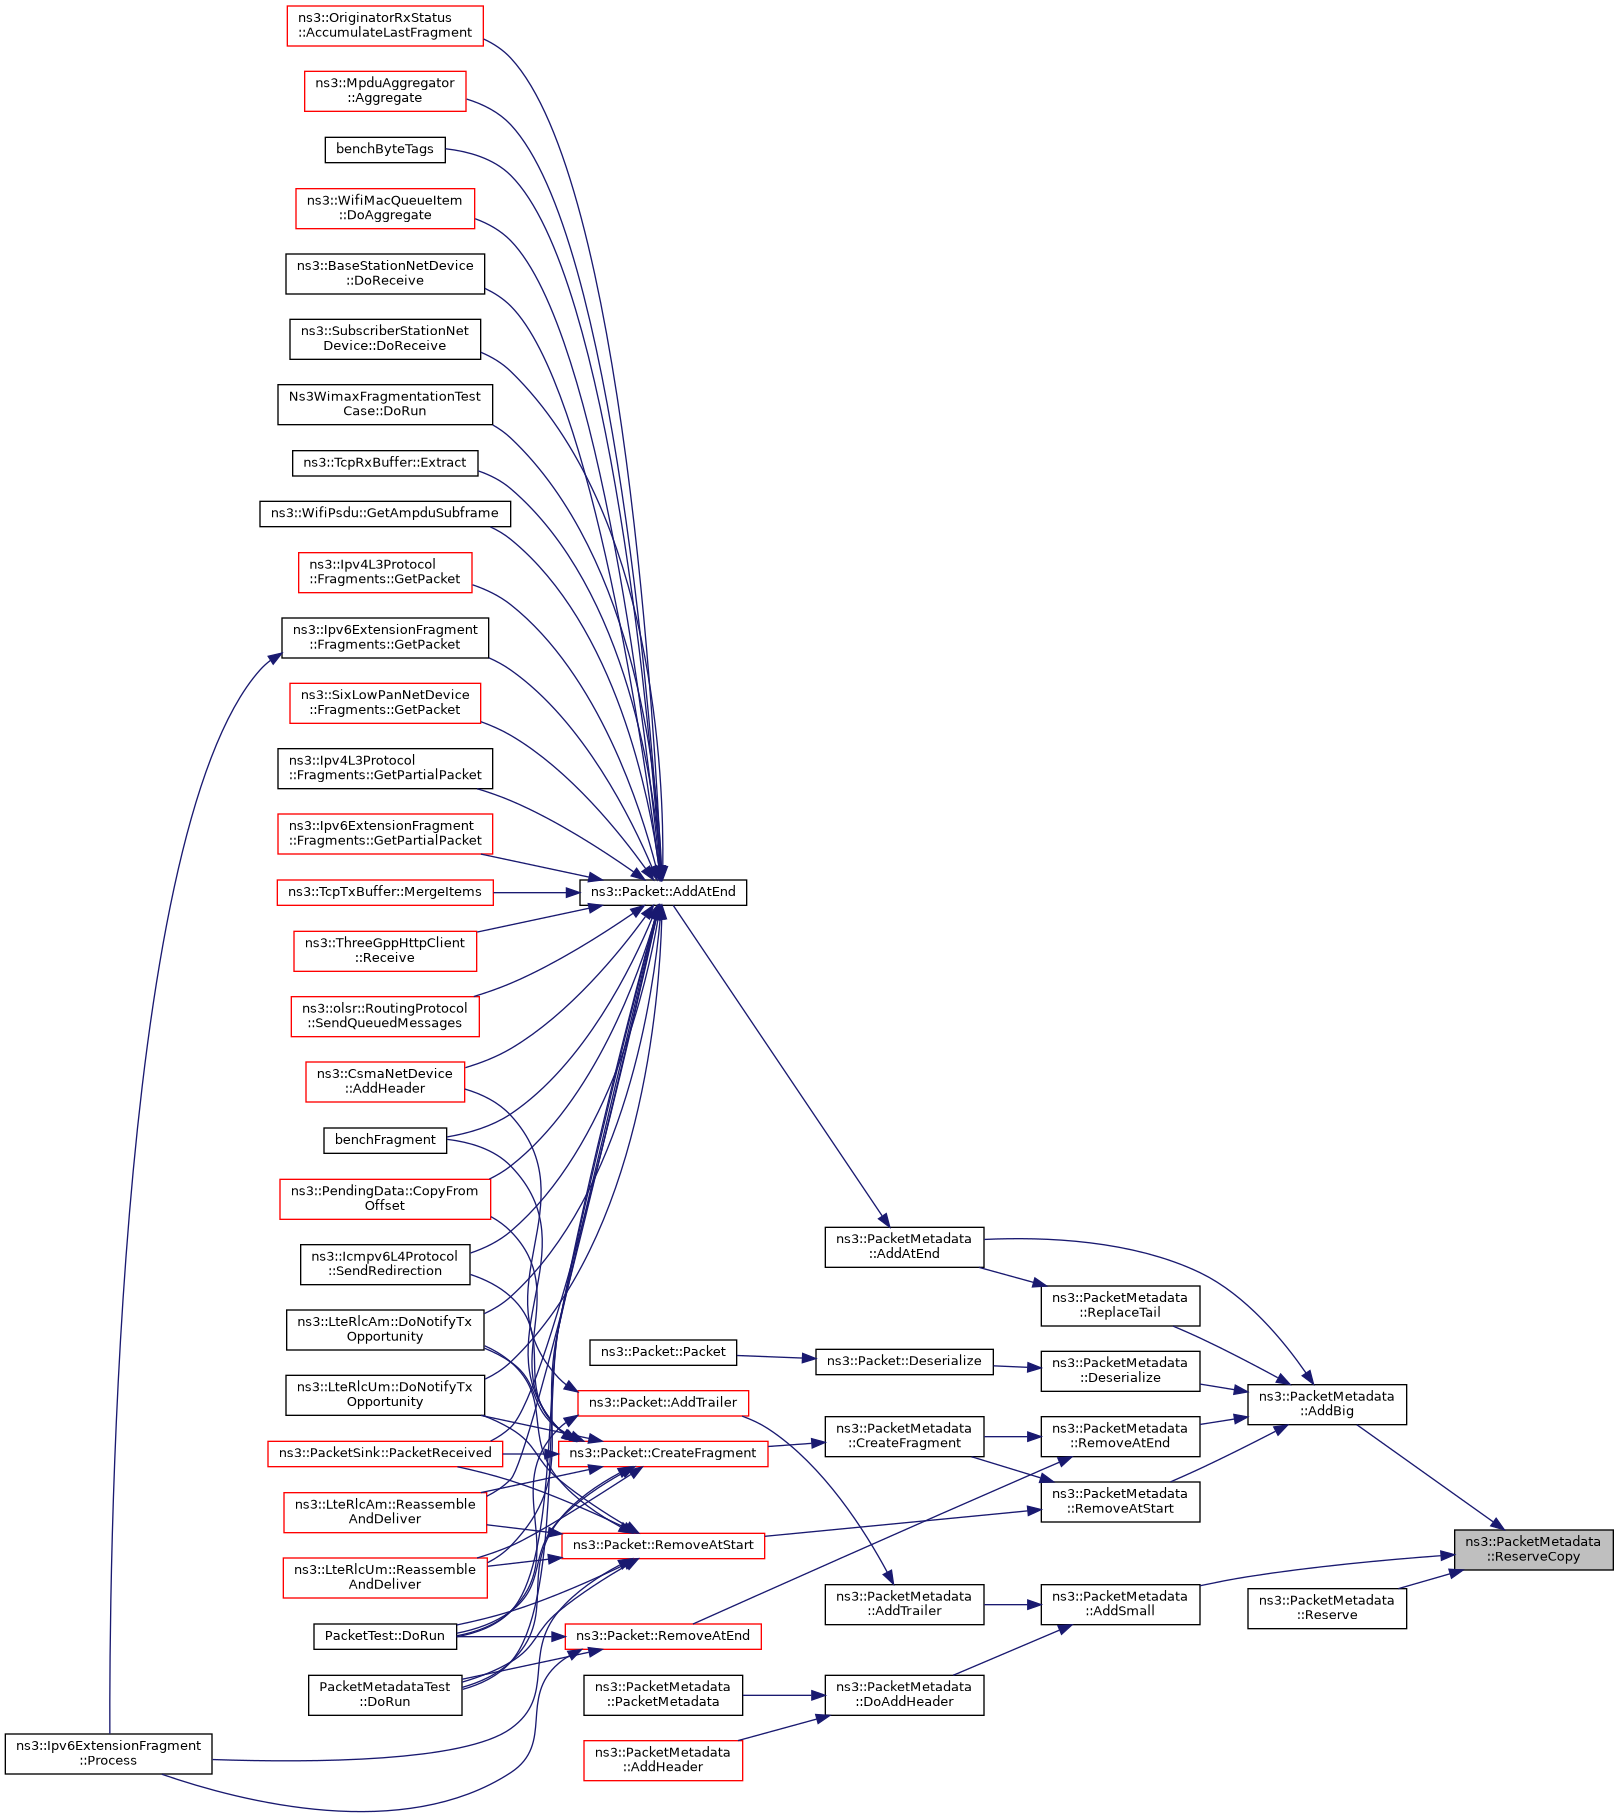 ns3::OriginatorRxStatus
::AccumulateLastFragment
ns3::MpduAggregator
::Aggregate
benchByteTags
ns3::WifiMacQueueItem
::DoAggregate
ns3::BaseStationNetDevice
::DoReceive
ns3::SubscriberStationNet
Device::DoReceive
Ns3WimaxFragmentationTest
Case::DoRun
ns3::TcpRxBuffer::Extract
ns3::WifiPsdu::GetAmpduSubframe
ns3::Ipv4L3Protocol
::Fragments::GetPacket
ns3::Ipv6ExtensionFragment
::Fragments::GetPacket
ns3::SixLowPanNetDevice
::Fragments::GetPacket
ns3::Ipv4L3Protocol
::Fragments::GetPartialPacket
ns3::Ipv6ExtensionFragment
::Fragments::GetPartialPacket
ns3::TcpTxBuffer::MergeItems
ns3::ThreeGppHttpClient
::Receive
ns3::olsr::RoutingProtocol
::SendQueuedMessages
ns3::CsmaNetDevice
::AddHeader
benchFragment
ns3::PendingData::CopyFrom
Offset
ns3::Icmpv6L4Protocol
::SendRedirection
ns3::LteRlcAm::DoNotifyTx
Opportunity
ns3::LteRlcUm::DoNotifyTx
Opportunity
ns3::PacketSink::PacketReceived
ns3::LteRlcAm::Reassemble
AndDeliver
ns3::LteRlcUm::Reassemble
AndDeliver
PacketTest::DoRun
PacketMetadataTest
::DoRun
ns3::Ipv6ExtensionFragment
::Process
ns3::Packet::AddAtEnd
ns3::Packet::Packet
ns3::Packet::AddTrailer
ns3::Packet::CreateFragment
ns3::Packet::RemoveAtStart
ns3::Packet::RemoveAtEnd
ns3::PacketMetadata
::PacketMetadata
ns3::PacketMetadata
::AddHeader
ns3::PacketMetadata
::AddAtEnd
ns3::Packet::Deserialize
ns3::PacketMetadata
::CreateFragment
ns3::PacketMetadata
::AddTrailer
ns3::PacketMetadata
::DoAddHeader
ns3::PacketMetadata
::ReplaceTail
ns3::PacketMetadata
::Deserialize
ns3::PacketMetadata
::RemoveAtEnd
ns3::PacketMetadata
::RemoveAtStart
ns3::PacketMetadata
::AddSmall
ns3::PacketMetadata
::AddBig
ns3::PacketMetadata
::Reserve
ns3::PacketMetadata
::ReserveCopy